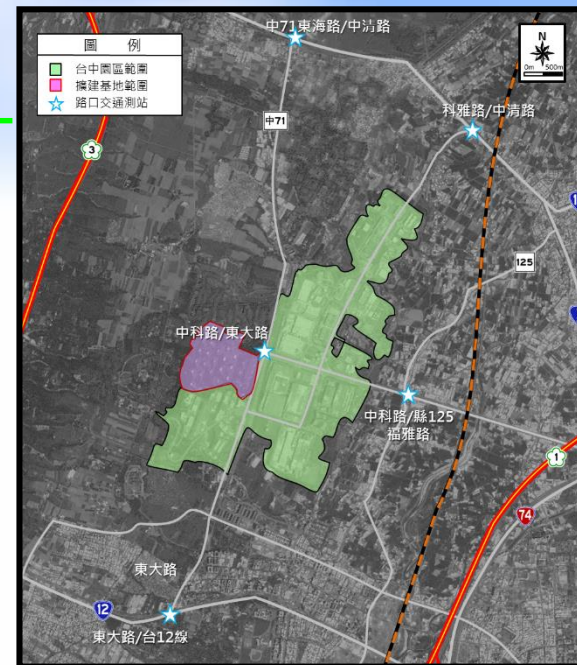 圖 例
台中園區範圍
擴建基地範圍
路口交通測站
中71東海路/中清路
N
0m 500m
科雅路/中清路
中71
3
1
125
中科路/東大路
中科路/縣125
福雅路
1
74
東大路
12
東大路/台12線